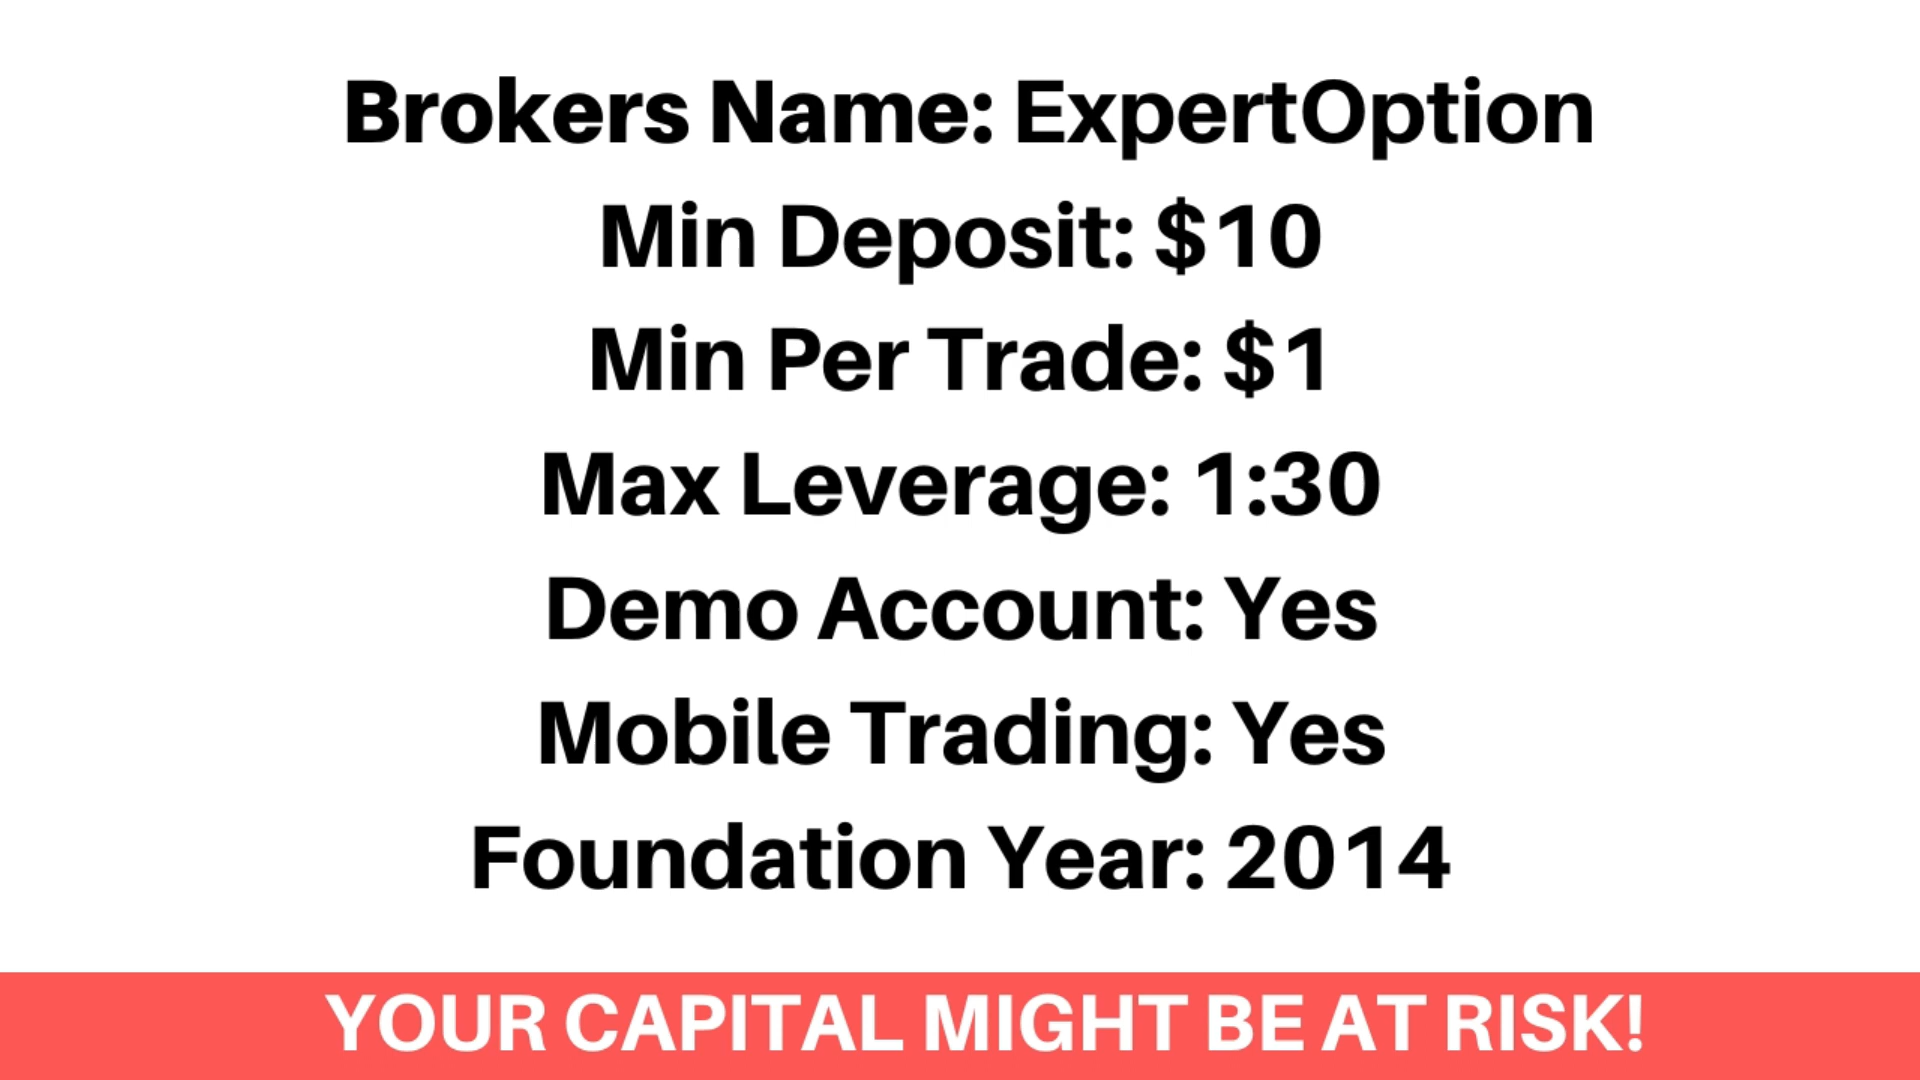 Brokers Name: ExpertOption
Min Deposit: $10
Min Per Trade: $1
Max Leverage: 1:30
Demo Account: Yes
Mobile Trading: Yes
Foundation Year: 2014
YOUR CAPITAL MIGHT BE AT RISK!